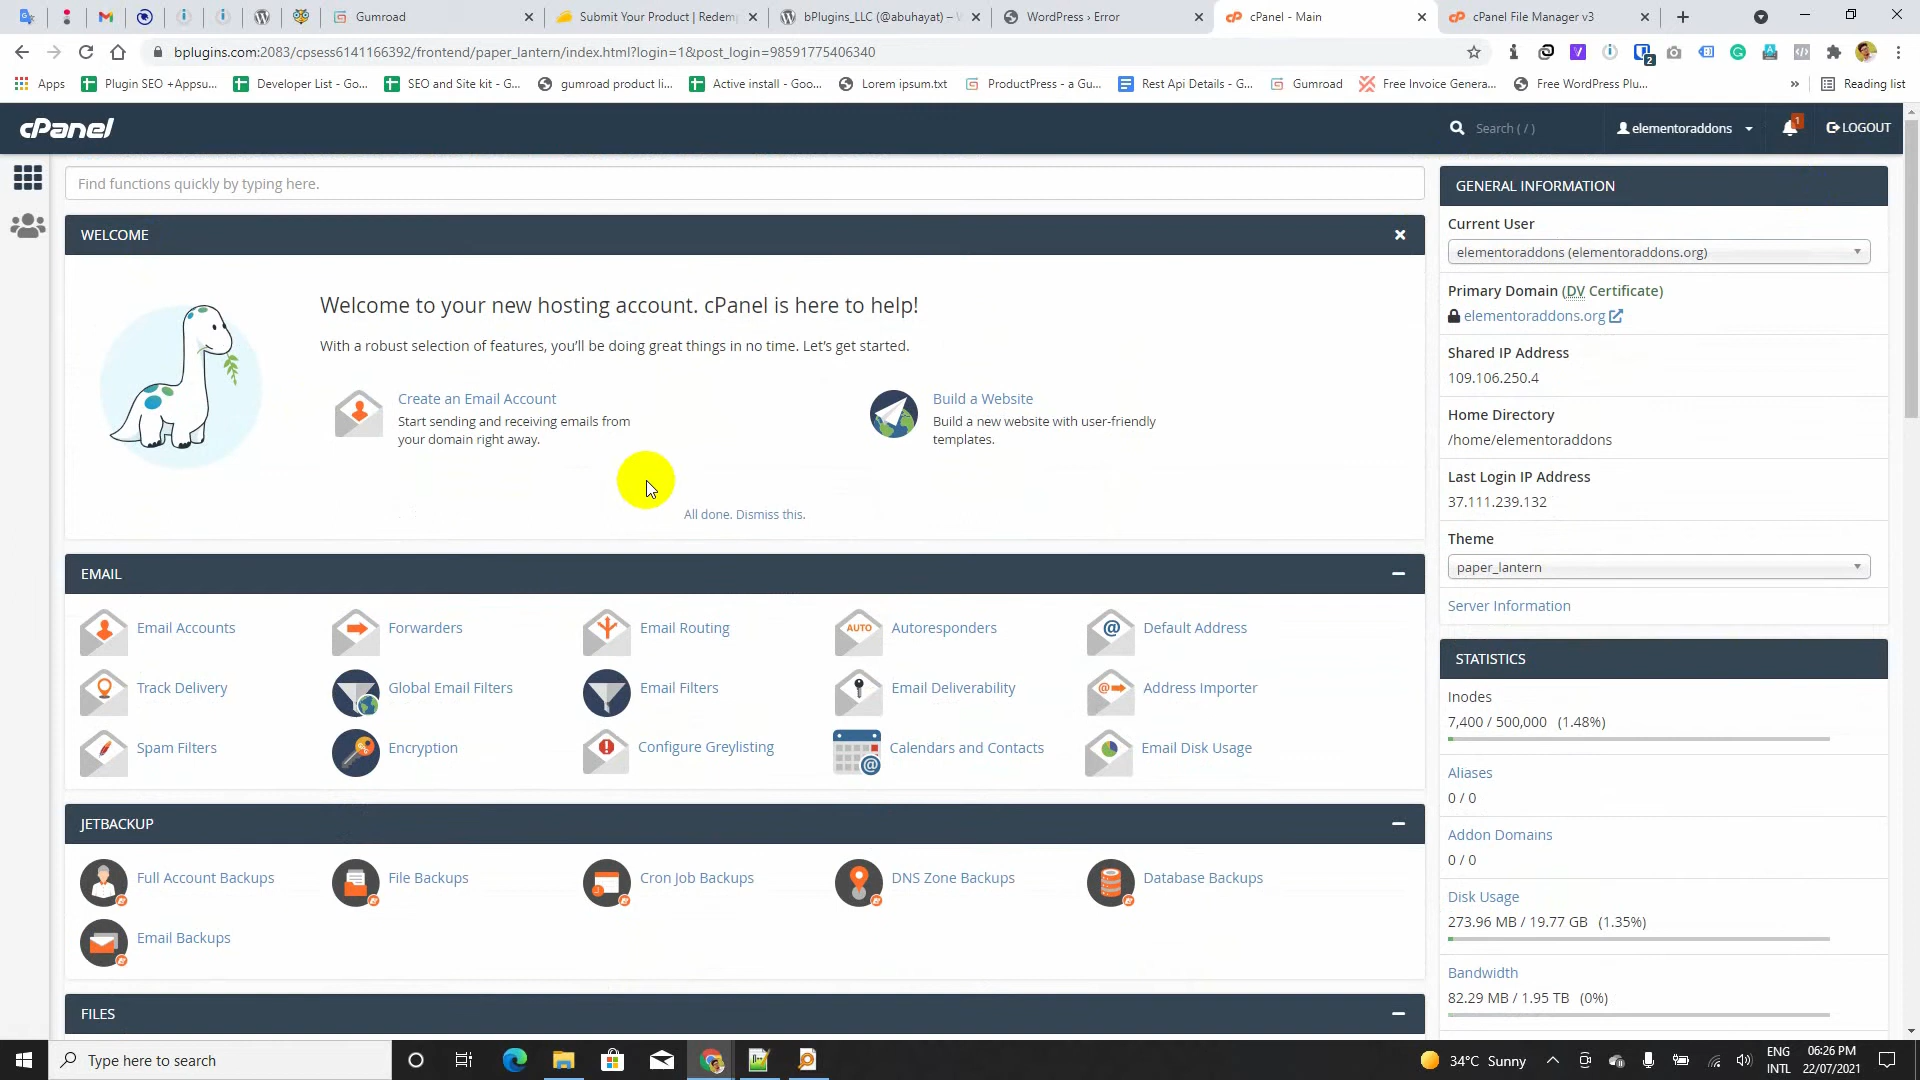 Gumroad
Submit Your Product | Redemp
bPlugins_LLC (@abuhayat) –
WordPress › Error
cPanel - Main
cPanel File Manager v3
bplugins.com:2083/cpsess6141166392/frontend/paper_lantern/index.html?login=1&post_login=98591775406340
2
Apps
Plugin SEO +Appsu...
Developer List - Go...
SEO and Site kit - G...
gumroad product li...
Active install - Goo...
Lorem ipsum.txt
ProductPress - a Gu...
Rest Api Details - G...
Gumroad
Free Invoice Genera...
Free WordPress Plu...
»
Reading list
cPanel
Search ( / )
elementoraddons
1
LOGOUT
Find functions quickly by typing here.
WELCOME
Welcome to your new hosting account. cPanel is here to help!
With a robust selection of features, you’ll be doing great things in no time. Let’s get started.
Create an Email Account
Start sending and receiving emails from
your domain right away.
Build a Website
Build a new website with user-friendly
templates.
All done. Dismiss this.
EMAIL
Email Accounts
Forwarders
Email Routing
AUTO
Autoresponders
@
Default Address
Track Delivery
Global Email Filters
Email Filters
Email Deliverability
@
Address Importer
Spam Filters
Encryption
Configure Greylisting
@
Calendars and Contacts
Email Disk Usage
JETBACKUP
Full Account Backups
File Backups
Cron Job Backups
DNS Zone Backups
Database Backups
Email Backups
FILES
GENERAL INFORMATION
Current User
elementoraddons (elementoraddons.org)
Primary Domain (DV Certificate)
elementoraddons.org
Shared IP Address
109.106.250.4
Home Directory
/home/elementoraddons
Last Login IP Address
37.111.239.132
Theme
paper_lantern
Server Information
STATISTICS
Inodes
7,400 / 500,000 (1.48%)
Aliases
0 / 0
Addon Domains
0 / 0
Disk Usage
273.96 MB / 19.77 GB (1.35%)
Bandwidth
82.29 MB / 1.95 TB (0%)
Type here to search
34°C Sunny
ENG
INTL
06:26 PM
22/07/2021